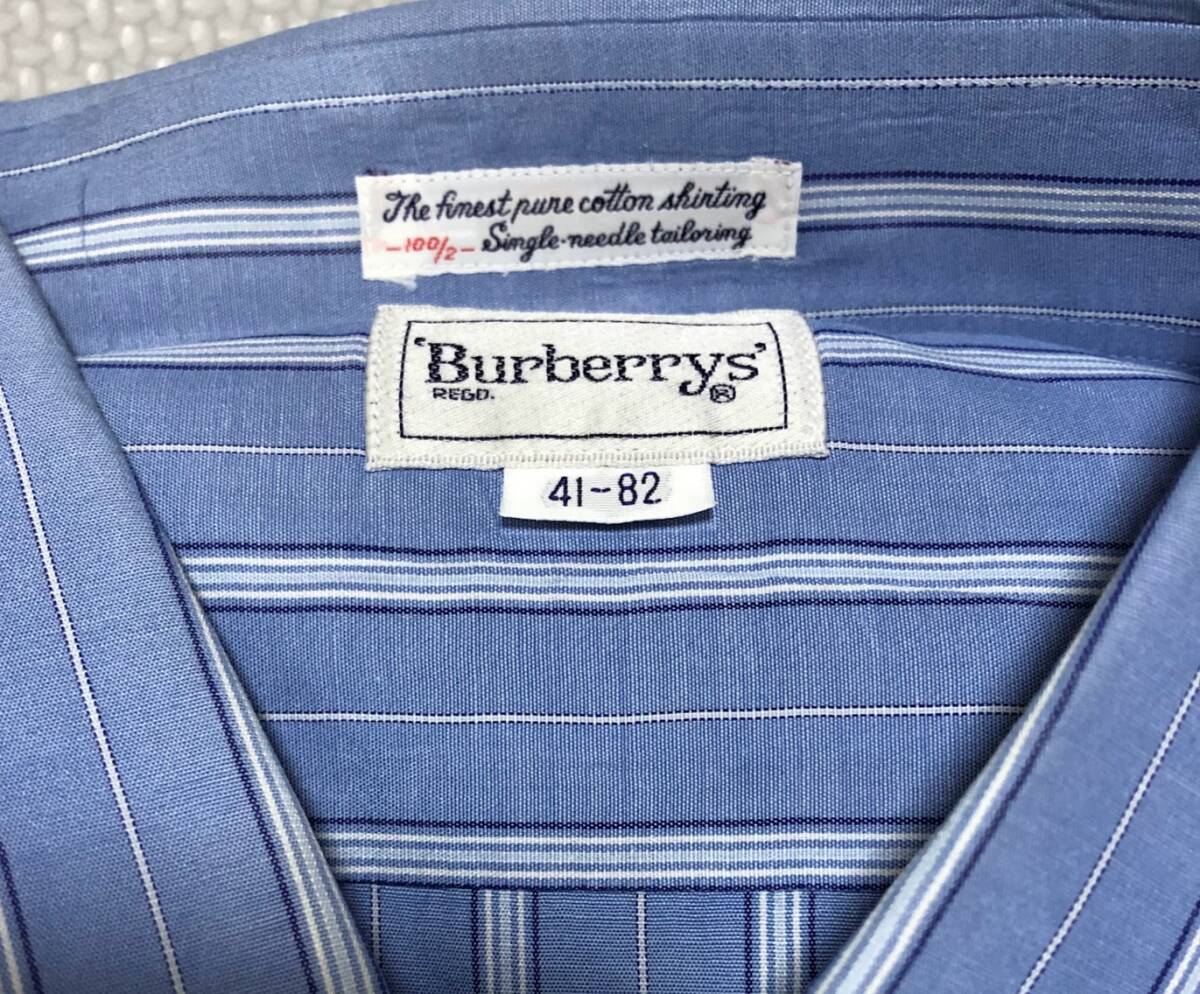 The finest pure cotton shirting
-100/2- Single-needle tailoring
'Burberrys'
REGD. ®
41-82